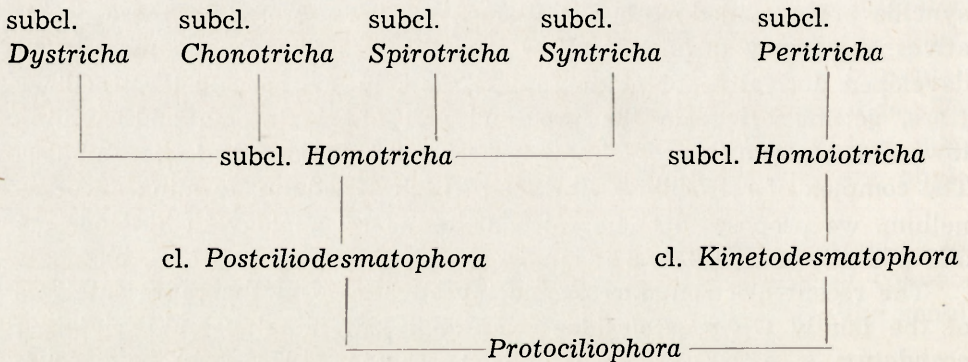 subcl. subcl. subcl. subcl. subcl.
Dystricha Chonotricha Spirotricha Syntricha Peritricha
subcl. Homotricha subcl. Homoiotricha
cl. Postciliodesmatophora cl. Kinetodesmatophora
Protociliophora